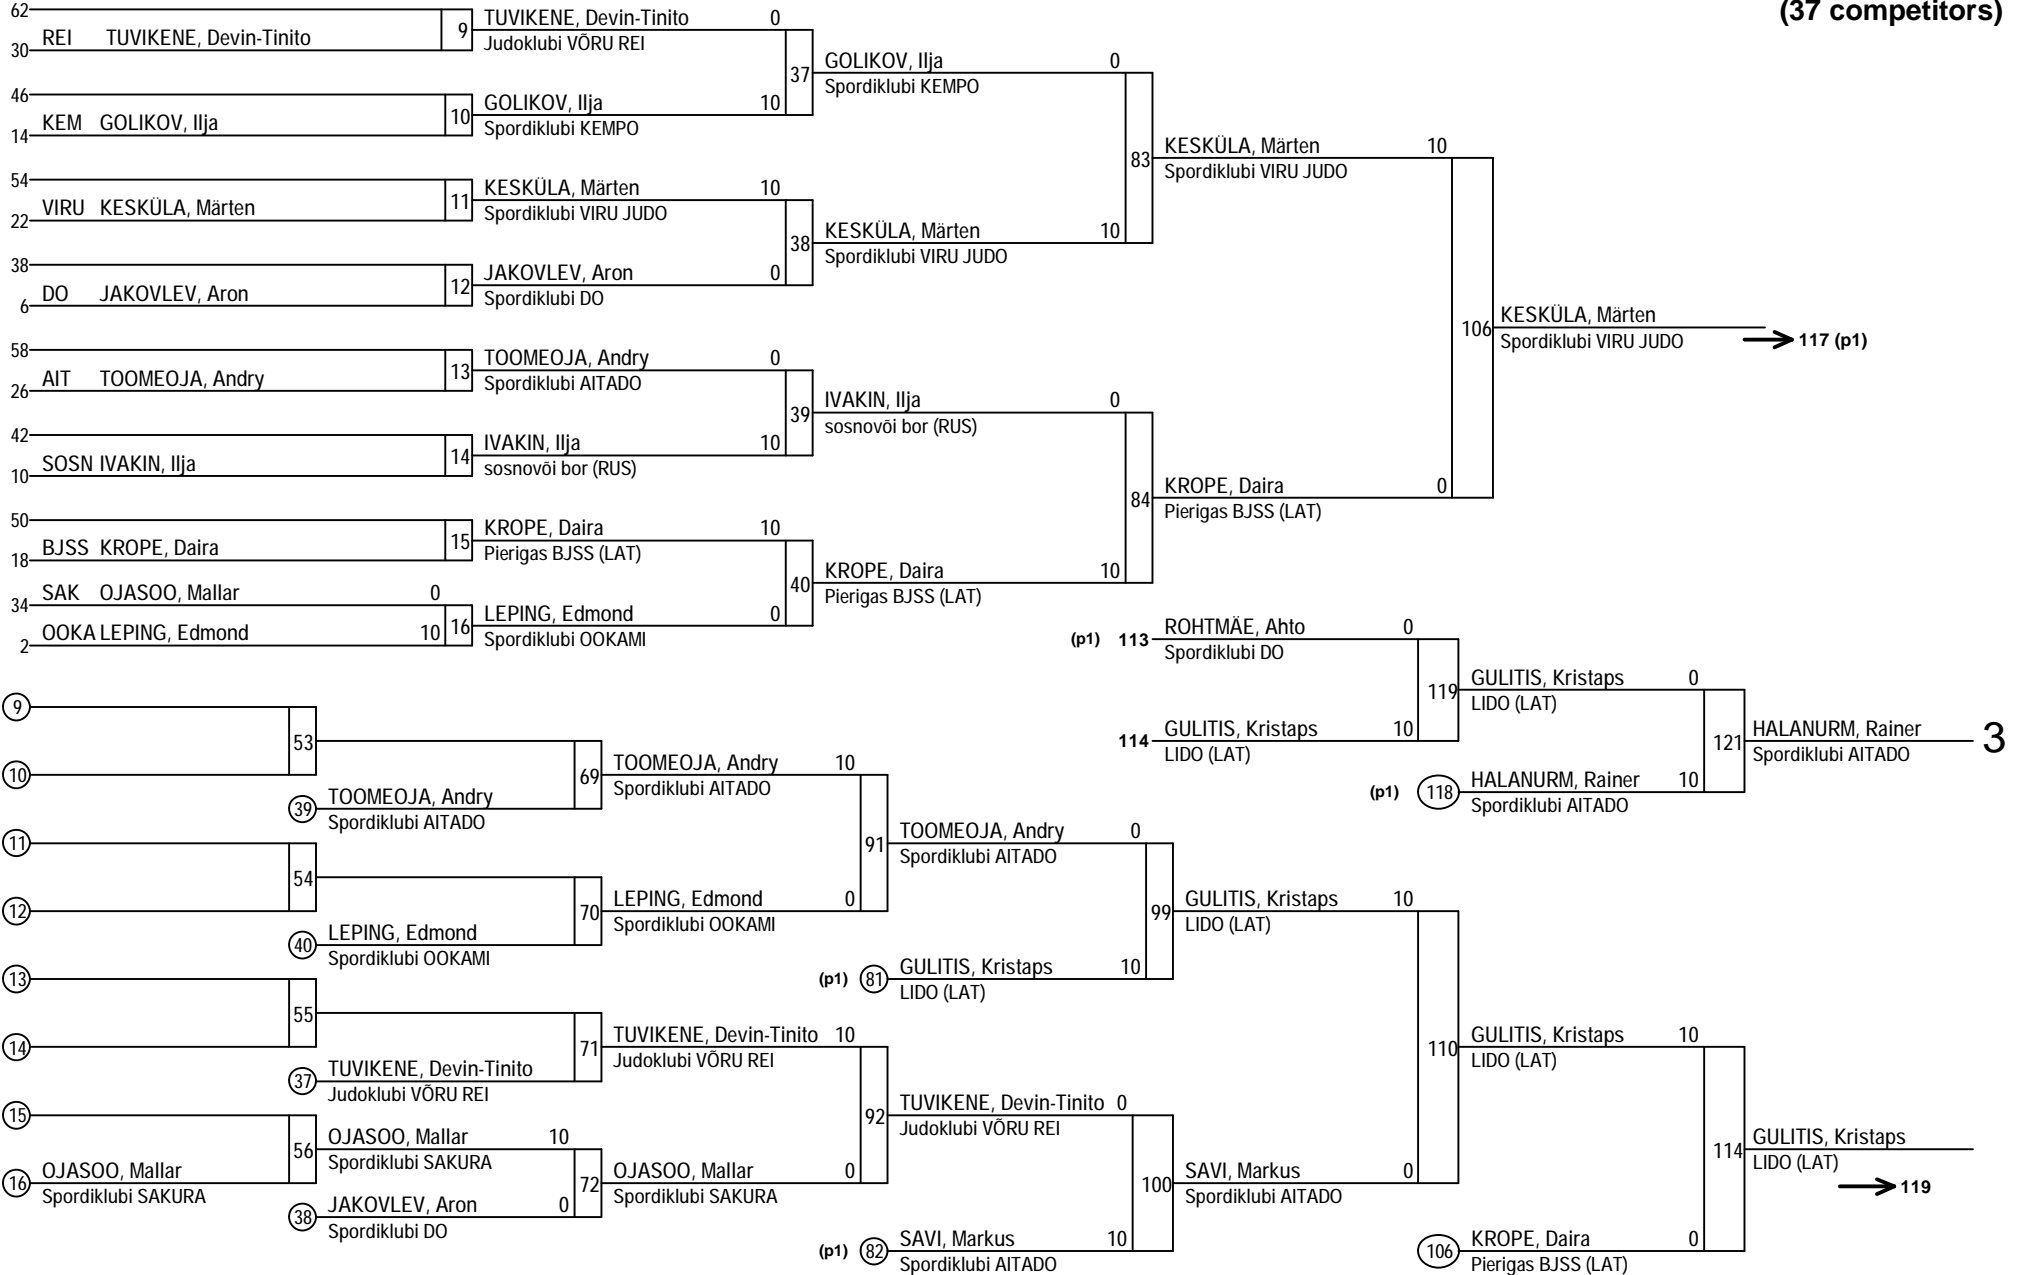 (37 competitors)
62
REI TUVIKENE, Devin-Tinito
30
9
TUVIKENE, Devin-Tinito 0
Judoklubi VÕRU REI
46
KEM GOLIKOV, Ilja
14
10
GOLIKOV, Ilja 10
Spordiklubi KEMPO
37
GOLIKOV, Ilja 0
Spordiklubi KEMPO
54
VIRU KESKÜLA, Märten
22
11
KESKÜLA, Märten 10
Spordiklubi VIRU JUDO
38
JAKOVLEV, Aron
DO
6
12
JAKOVLEV, Aron 0
Spordiklubi DO
38
KESKÜLA, Märten 10
Spordiklubi VIRU JUDO
83
KESKÜLA, Märten 10
Spordiklubi VIRU JUDO
58
AIT TOOMEOJA, Andry
26
13
TOOMEOJA, Andry 0
Spordiklubi AITADO
42
SOSN IVAKIN, Ilja
10
14
IVAKIN, Ilja 10
sosnovõi bor (RUS)
39
IVAKIN, Ilja 0
sosnovõi bor (RUS)
50
BJSS KROPE, Daira
18
15
KROPE, Daira 10
Pierigas BJSS (LAT)
SAK OJASOO, Mallar 0
34
OOKA LEPING, Edmond 10
2
16
LEPING, Edmond 0
Spordiklubi OOKAMI
40
KROPE, Daira 10
Pierigas BJSS (LAT)
84
KROPE, Daira 0
Pierigas BJSS (LAT)
106
KESKÜLA, Märten
Spordiklubi VIRU JUDO
117 (p1)
(p1) 113
ROHTMÄE, Ahto 0
Spordiklubi DO
114
GULITIS, Kristaps 10
LIDO (LAT)
119
GULITIS, Kristaps 0
LIDO (LAT)
(p1) 118
HALANURM, Rainer 10
Spordiklubi AITADO
121
HALANURM, Rainer
Spordiklubi AITADO
3
9
10
53
39
TOOMEOJA, Andry
Spordiklubi AITADO
69
TOOMEOJA, Andry 10
Spordiklubi AITADO
11
12
54
40
LEPING, Edmond
Spordiklubi OOKAMI
70
LEPING, Edmond 0
Spordiklubi OOKAMI
91
TOOMEOJA, Andry 0
Spordiklubi AITADO
(p1) 81
GULITIS, Kristaps 10
LIDO (LAT)
99
GULITIS, Kristaps 10
LIDO (LAT)
13
14
55
37
TUVIKENE, Devin-Tinito
Judoklubi VÕRU REI
71
TUVIKENE, Devin-Tinito 10
Judoklubi VÕRU REI
15
16
OJASOO, Mallar
Spordiklubi SAKURA
56
OJASOO, Mallar 10
Spordiklubi SAKURA
38
JAKOVLEV, Aron 0
Spordiklubi DO
72
OJASOO, Mallar 0
Spordiklubi SAKURA
92
TUVIKENE, Devin-Tinito 0
Judoklubi VÕRU REI
(p1) 82
SAVI, Markus 10
Spordiklubi AITADO
100
SAVI, Markus 0
Spordiklubi AITADO
110
GULITIS, Kristaps 10
LIDO (LAT)
106
KROPE, Daira 0
Pierigas BJSS (LAT)
114
GULITIS, Kristaps
LIDO (LAT)
119